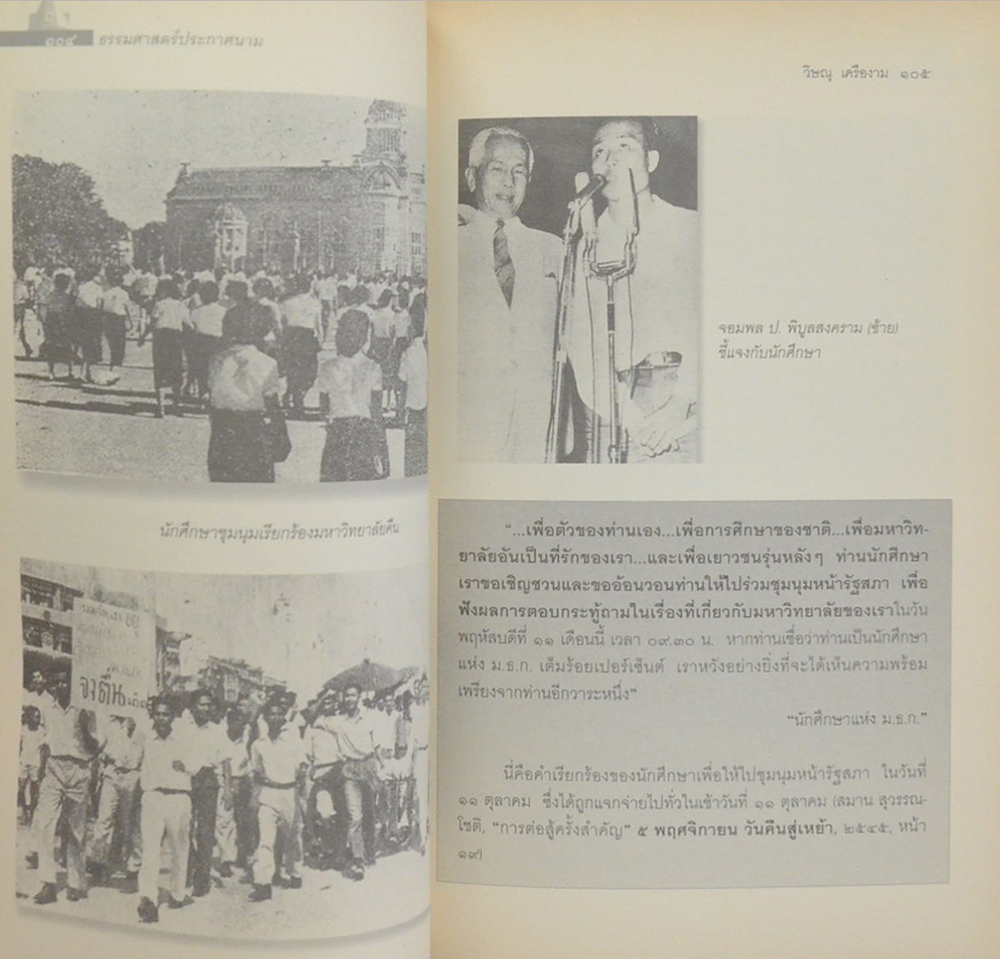 ๑๐๔ ธรรมศาสตร์ประกาศนาม
นักศึกษาชุมนุมเรียกร้องมหาวิทยาลัยคืน
จงตื่น
วิษณุ เครืองาม ๑๐๕
จอมพล ป. พิบูลสงคราม (ซ้าย)
ชี้แจงกับนักศึกษา
“...เพื่อตัวของท่านเอง...เพื่อการศึกษาของชาติ...เพื่อมหาวิท-
ยาลัยอันเป็นที่รักของเรา...และเพื่อเยาวชนรุ่นหลังๆ ท่านนักศึกษา
เราขอเชิญชวนและขออ้อนวอนท่านให้ไปร่วมชุมนุมหน้ารัฐสภา เพื่อ
ฟังผลการตอบกระทู้ถามในเรื่องที่เกี่ยวกับมหาวิทยาลัยของเราในวัน
พฤหัสบดีที่ ๑๑ เดือนนี้ เวลา ๐๙.๓๐ น. หากท่านเชื่อว่าท่านเป็นนักศึกษา
แห่ง ม.ธ.ก. เต็มร้อยเปอร์เซ็นต์ เราหวังอย่างยิ่งที่จะได้เห็นความพร้อม
เพรียงจากท่านอีกวาระหนึ่ง”
“นักศึกษาแห่ง ม.ธ.ก.”
นี่คือคำเรียกร้องของนักศึกษาเพื่อให้ไปชุมนุมหน้ารัฐสภา ในวันที่
๑๑ ตุลาคม ซึ่งได้ถูกแจกจ่ายไปทั่วในเช้าวันที่ ๑๑ ตุลาคม (สมาน สุวรรณ-
โชติ, “การต่อสู้ครั้งสำคัญ” ๕ พฤศจิกายน วันคืนสู่เหย้า, ๒๕๔๕, หน้า
๑๙)